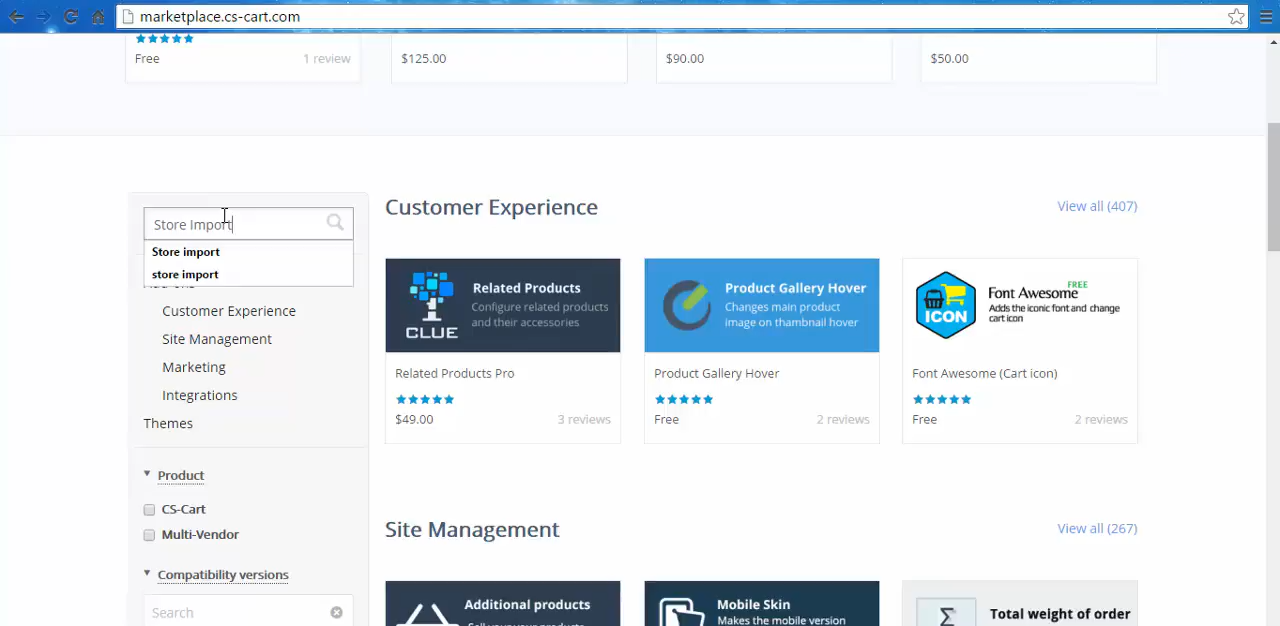 marketplace.cs-cart.com
Free
1 review
$125.00
$90.00
$50.00
Store Import
Store import
store import
Customer Experience
Site Management
Marketing
Integrations
Themes
Product
CS-Cart
Multi-Vendor
Compatibility versions
Search
Customer Experience
View all (407)
Related Products
Configure related products
and their accessories
CLUE
Related Products Pro
$49.00
3 reviews
Product Gallery Hover
Changes main product
image on thumbnail hover
Product Gallery Hover
Free
2 reviews
ICON
FREE
Font Awesome
Adds the iconic font and change
cart icon
Font Awesome (Cart icon)
Free
2 reviews
Site Management
View all (267)
Additional products
Mobile Skin
Makes the mobile version
Σ
Total weight of order